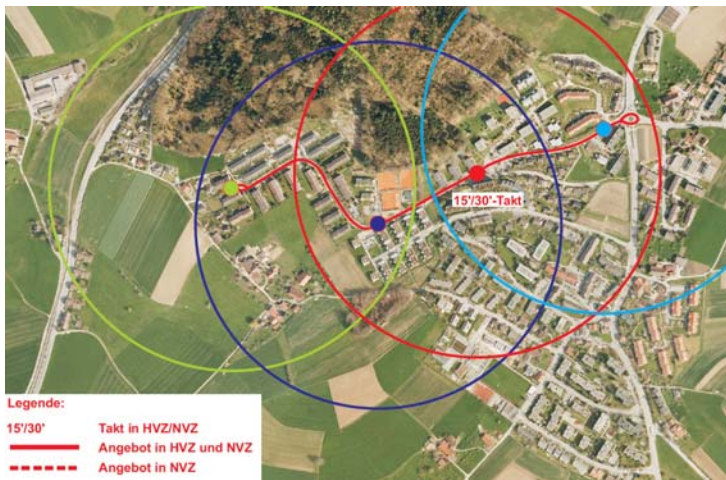 15'/30'-Takt
Legende:
15'/30' Takt in HVZ/NVZ
Angebot in HVZ und NVZ
Angebot in NVZ